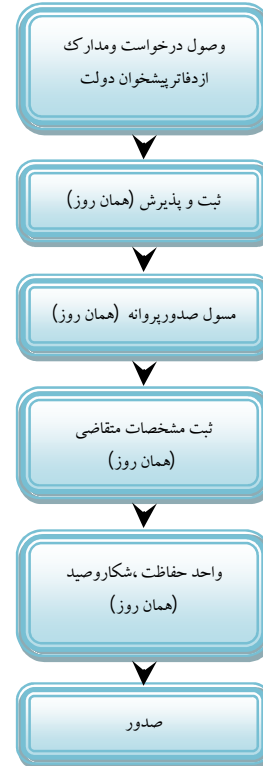 وصول درخواست ومدارک
ازدفاترپیشخوان دولت
ثبت و پذیرش (همان روز)
مسول صدورپروانه (همان روز)
ثبت مشخصات متقاضی
(همان روز)
واحد حفاظت ،شکاروصید
(همان روز)
صدور